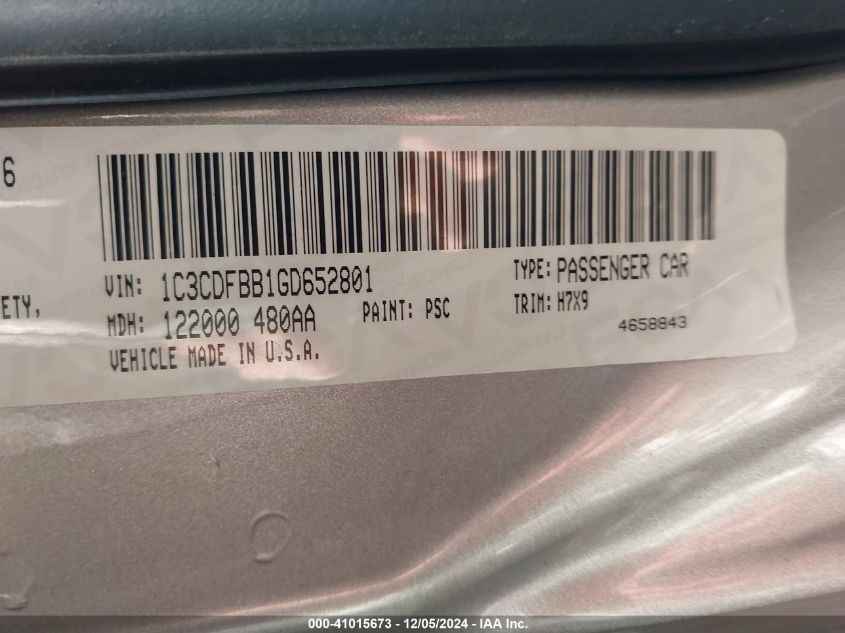 6
ETY,
VIN: 1C3CDFBB1GD652801 TYPE: PASSENGER CAR
MDH: 122000 480AA PAINT: PSC TRIM: H7X9
VEHICLE MADE IN U.S.A. 4658843
000-41015673 - 12/05/2024 - IAA Inc.